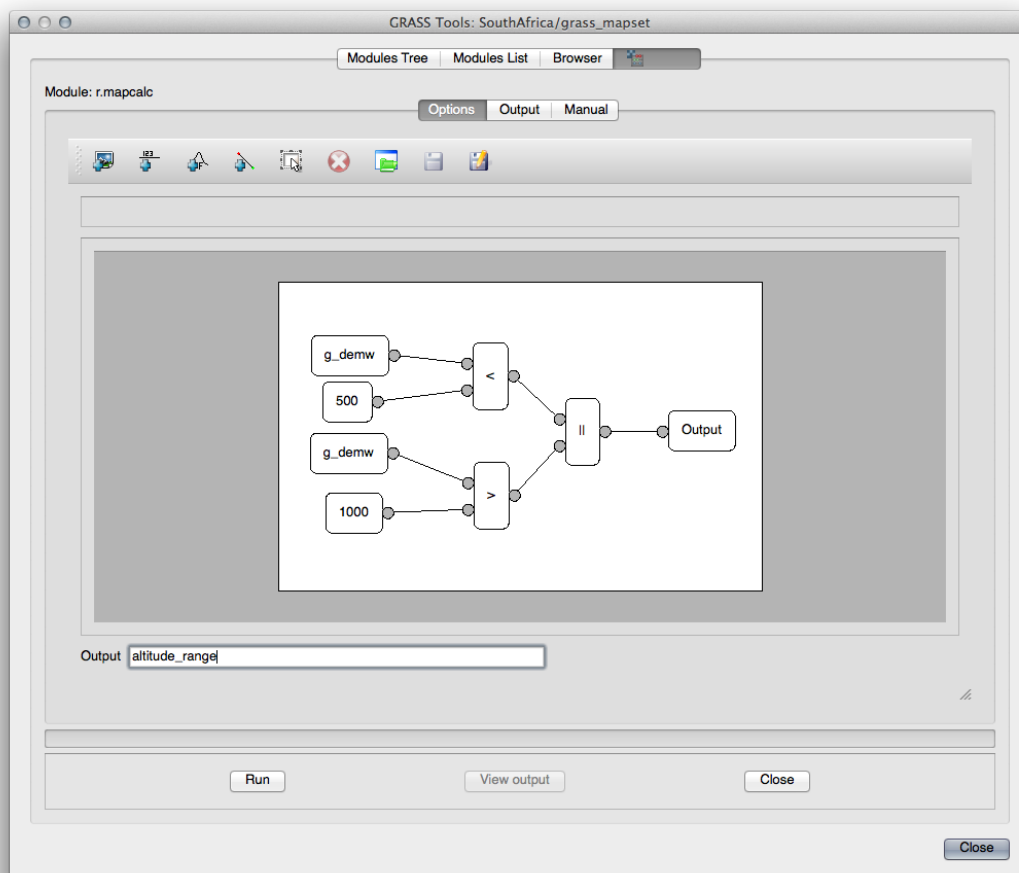 GRASS Tools: SouthAfrica/grass_mapset
Modules Tree Modules List Browser
Module: r.mapcalc
Options Output Manual
123
F
g_demw
<
500
||
Output
g_demw
>
1000
Output altitude_range
Run View output Close
Close